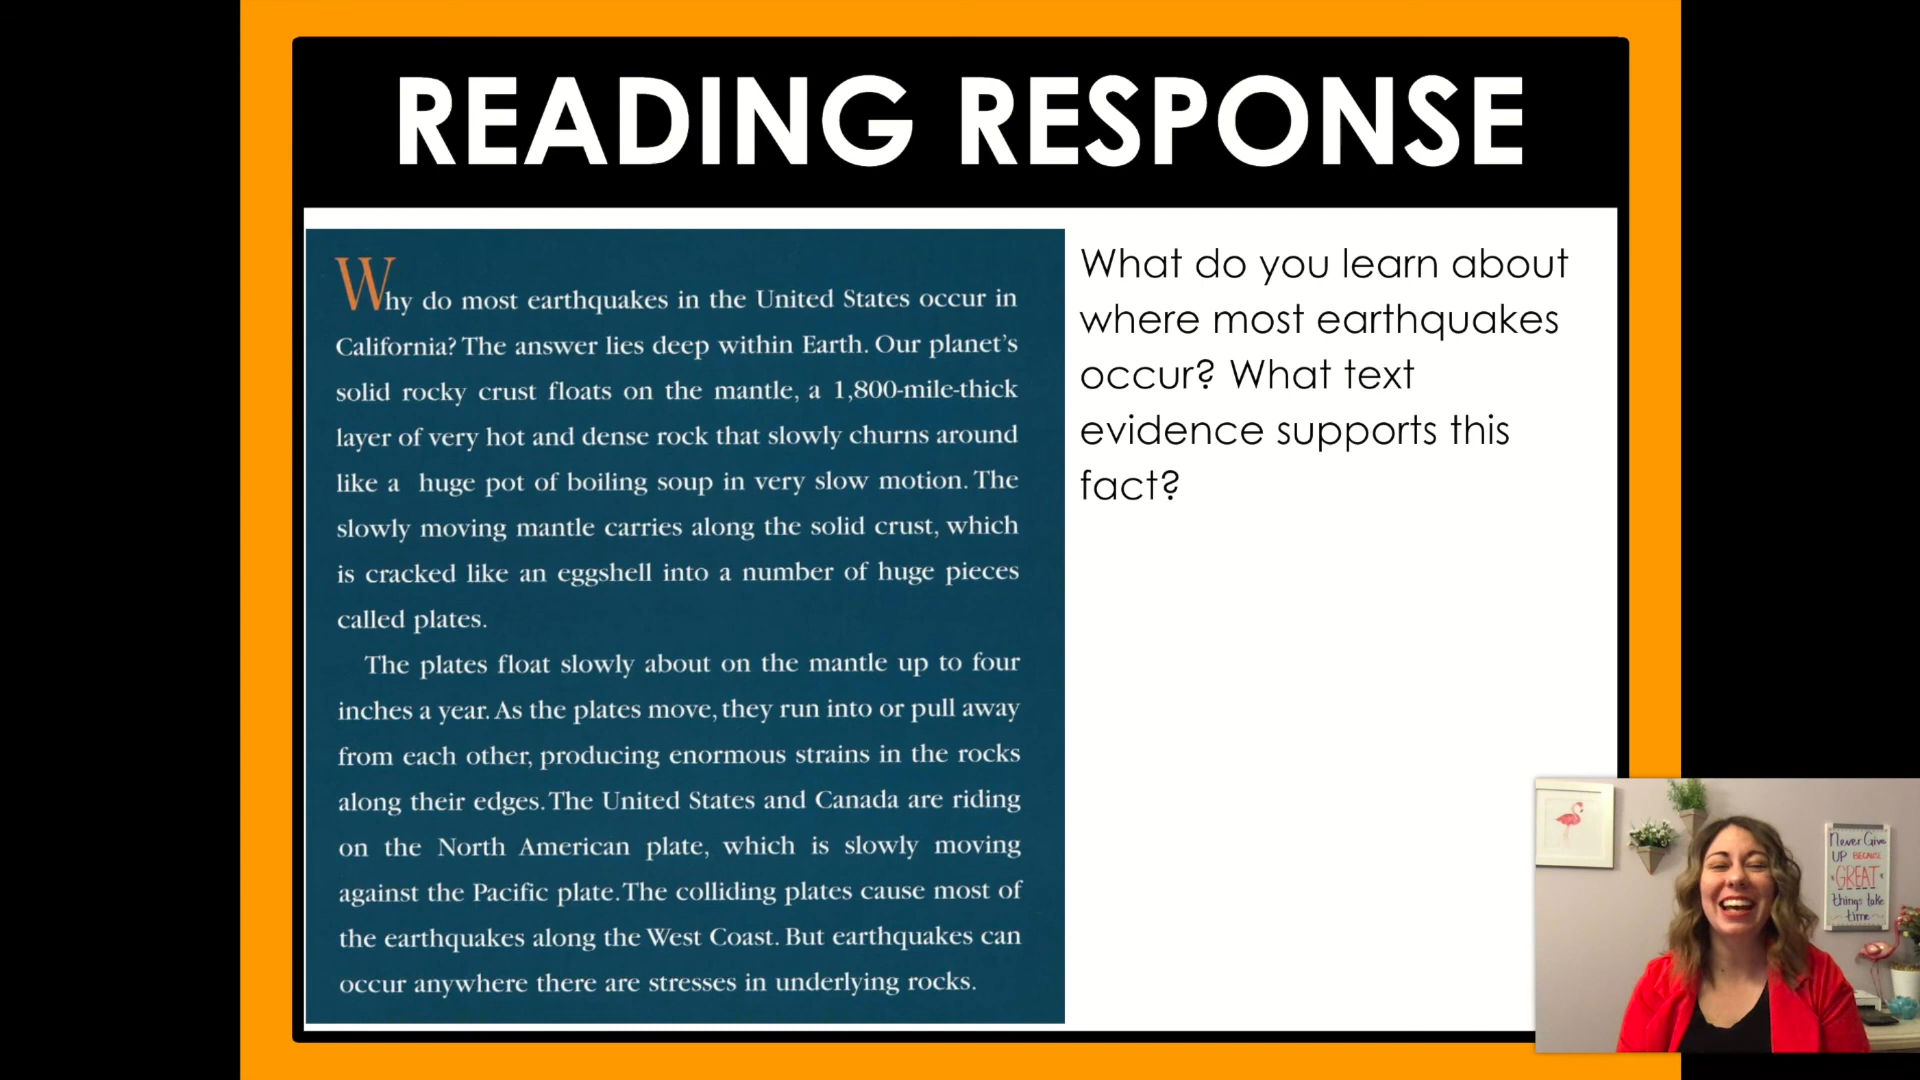 READING RESPONSE
Why do most earthquakes in the United States occur in
California? The answer lies deep within Earth. Our planet's
solid rocky crust floats on the mantle, a 1,800-mile-thick
layer of very hot and dense rock that slowly churns around
like a huge pot of boiling soup in very slow motion. The
slowly moving mantle carries along the solid crust, which
is cracked like an eggshell into a number of huge pieces
called plates.
The plates float slowly about on the mantle up to four
inches a year. As the plates move, they run into or pull away
from each other, producing enormous strains in the rocks
along their edges. The United States and Canada are riding
on the North American plate, which is slowly moving
against the Pacific plate. The colliding plates cause most of
the earthquakes along the West Coast. But earthquakes can
occur anywhere there are stresses in underlying rocks.
What do you learn about
where most earthquakes
occur? What text
evidence supports this
fact?
Never Give
UP BECAUSE
GREAT
things take
time